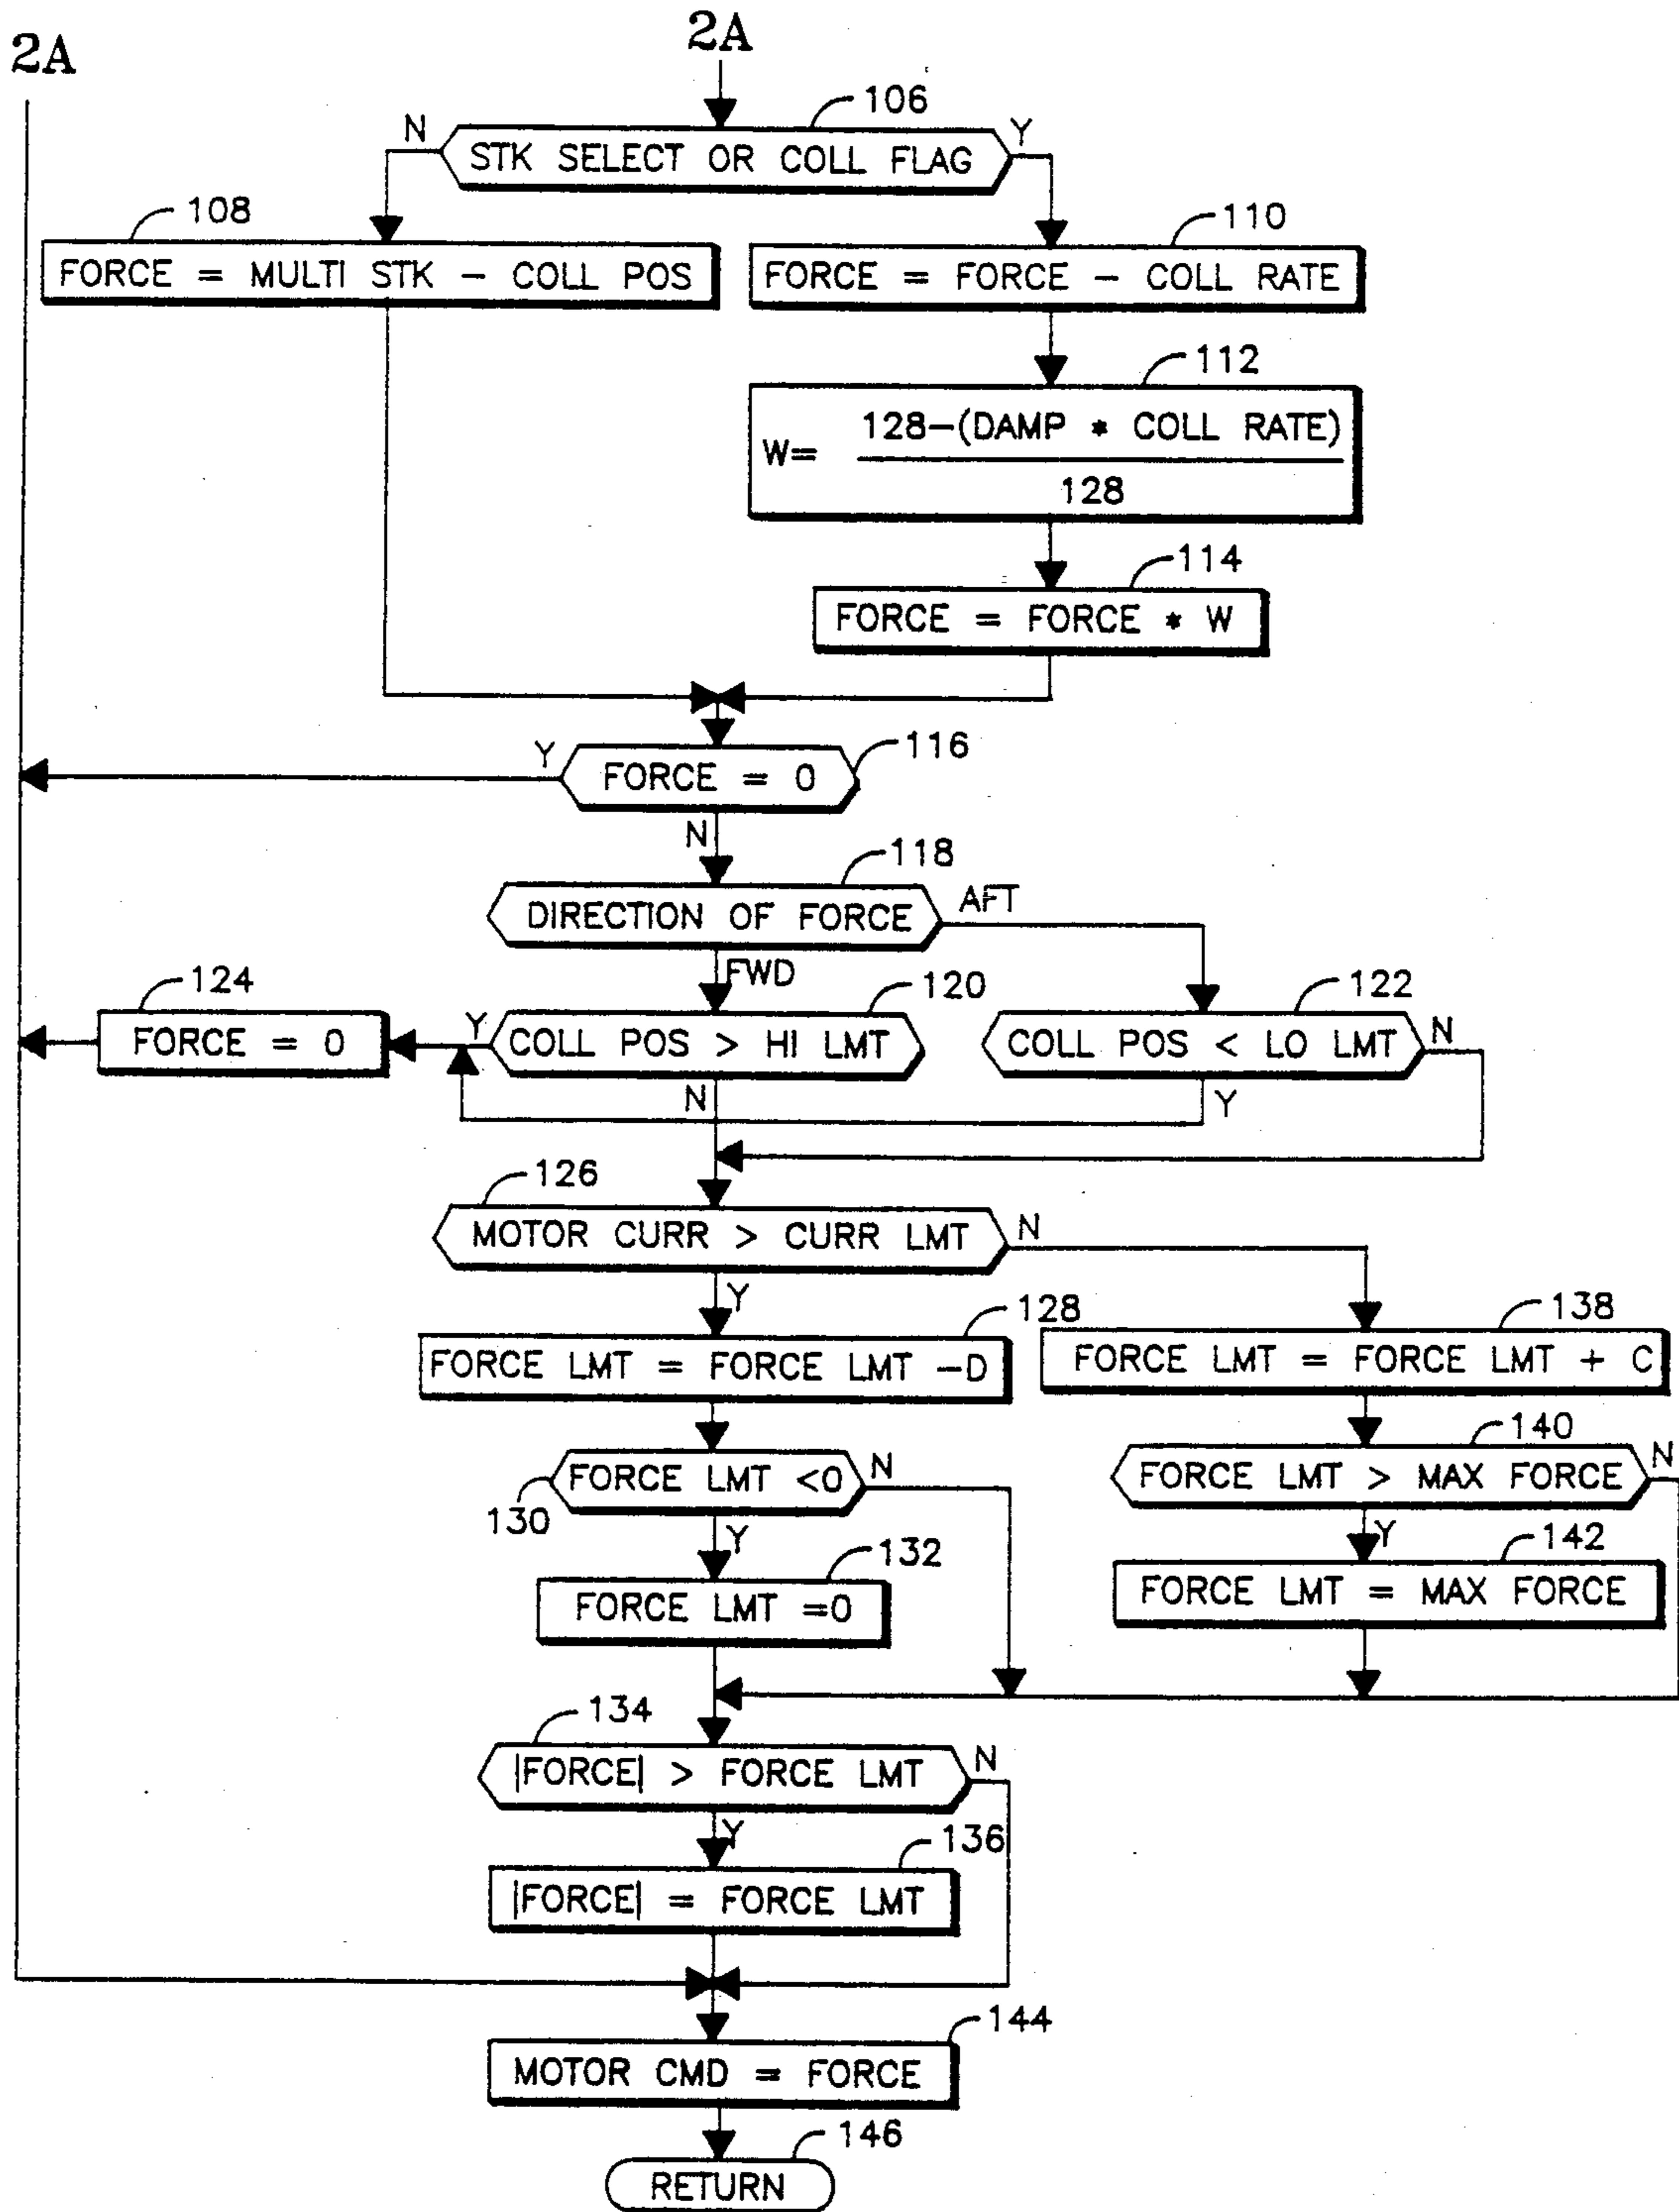 2A
2A
106
N
STK SELECT OR COLL FLAG
Y
108
FORCE = MULTI STK - COLL POS
110
FORCE = FORCE - COLL RATE
112
W= 128-(DAMP * COLL RATE)
128
114
FORCE = FORCE * W
Y
FORCE = 0
116
N
118
DIRECTION OF FORCE
AFT
FWD
124
FORCE = 0
Y
120
COLL POS > HI LMT
122
COLL POS < LO LMT
N
N
Y
126
MOTOR CURR > CURR LMT
N
Y
128
FORCE LMT = FORCE LMT -D
138
FORCE LMT = FORCE LMT + C
130
FORCE LMT <0
N
140
FORCE LMT > MAX FORCE
N
Y
Y
132
FORCE LMT =0
142
FORCE LMT = MAX FORCE
134
|FORCE| > FORCE LMT
N
Y
136
|FORCE| = FORCE LMT
144
MOTOR CMD = FORCE
146
RETURN